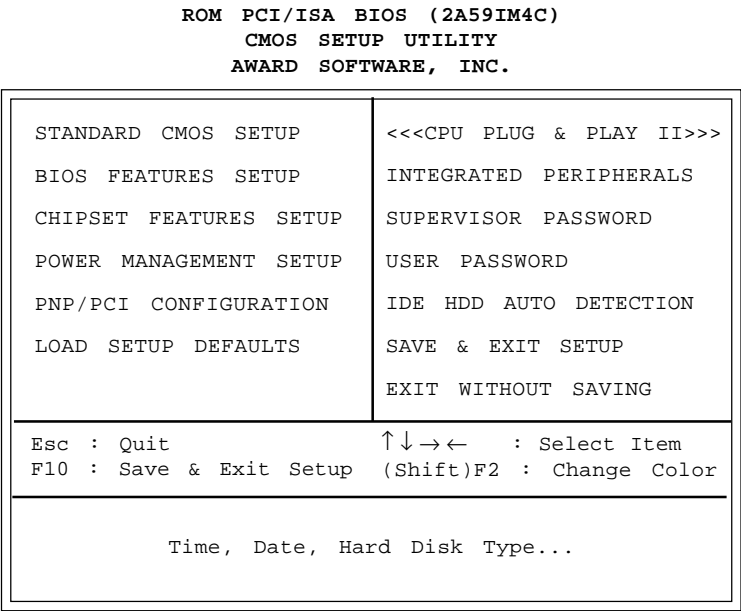 ROM PCI/ISA BIOS (2A59IM4C)
CMOS SETUP UTILITY
AWARD SOFTWARE, INC.
STANDARD CMOS SETUP
BIOS FEATURES SETUP
CHIPSET FEATURES SETUP
POWER MANAGEMENT SETUP
PNP/PCI CONFIGURATION
LOAD SETUP DEFAULTS
<<<CPU PLUG & PLAY II>>>
INTEGRATED PERIPHERALS
SUPERVISOR PASSWORD
USER PASSWORD
IDE HDD AUTO DETECTION
SAVE & EXIT SETUP
EXIT WITHOUT SAVING
Esc : Quit
F10 : Save & Exit Setup
↑↓→← : Select Item
(Shift)F2 : Change Color
Time, Date, Hard Disk Type...